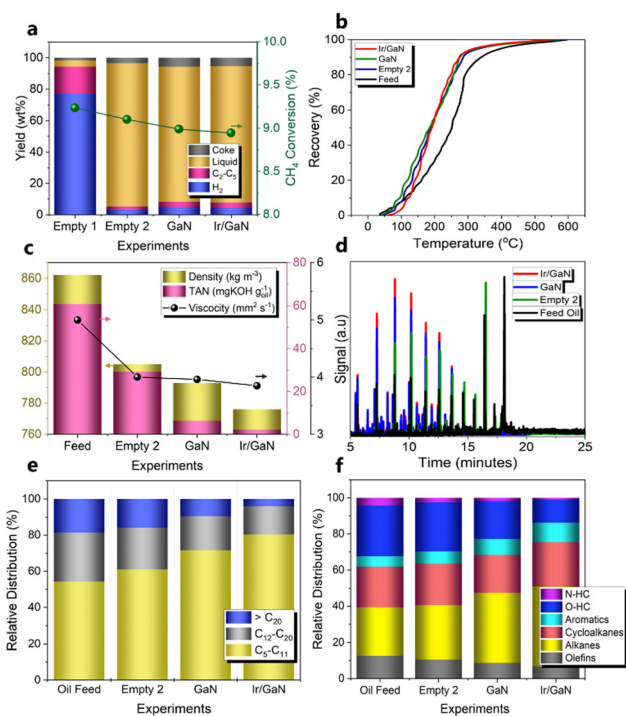 a
Yield (wt%)
100
80
60
40
20
0
Coke
Liquid
C₂-C₅
H₂
10.0
9.5
9.0
8.5
8.0
CH₄ Conversion (%)
Empty 1 Empty 2 GaN Ir/GaN
Experiments
b
Recovery (%)
100
80
60
40
20
0
Ir/GaN
GaN
Empty 2
Feed
0 100 200 300 400 500 600
Temperature (°C)
c
860
840
820
800
780
760
Density (kg m⁻³)
TAN (mgKOH g⁻¹oil)
Viscocity (mm² s⁻¹)
80
60
40
20
0
6
5
4
3
Feed Empty 2 GaN Ir/GaN
Experiments
d
Signal (a.u)
Ir/GaN
GaN
Empty 2
Feed Oil
5 10 15 20 25
Time (minutes)
e
Relative Distribution (%)
100
80
60
40
20
0
> C₂₀
C₁₂-C₂₀
C₅-C₁₁
Oil Feed Empty 2 GaN Ir/GaN
Experiments
f
Relative Distribution (%)
100
80
60
40
20
0
N-HC
O-HC
Aromatics
Cycloalkanes
Alkanes
Olefins
Oil Feed Empty 2 GaN Ir/GaN
Experiments